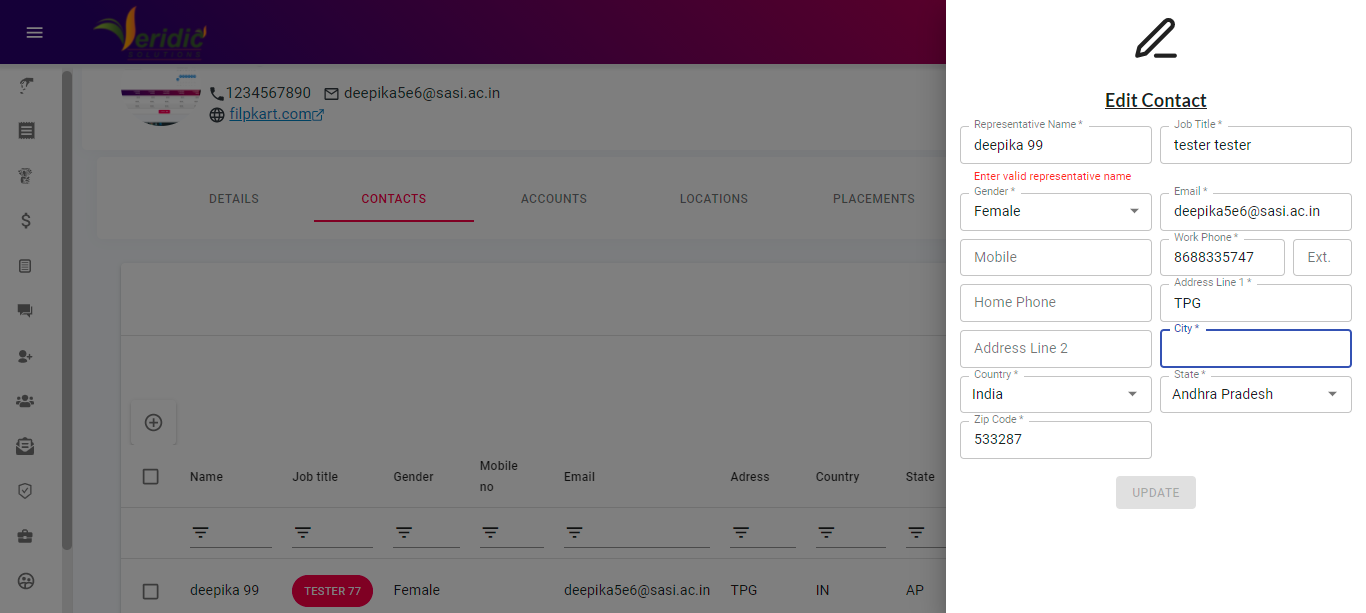 Veridic
SOLUTIONS
1234567890 deepika5e6@sasi.ac.in
filpkart.com
DETAILS CONTACTS ACCOUNTS LOCATIONS PLACEMENTS
Name Job title Gender Mobile no Email Adress Country State
deepika 99 TESTER 77 Female deepika5e6@sasi.ac.in TPG IN AP
Edit Contact
Representative Name * Job Title *
deepika 99 tester tester
Enter valid representative name
Gender * Email *
Female deepika5e6@sasi.ac.in
Work Phone *
Mobile 8688335747 Ext.
Address Line 1 *
Home Phone TPG
City *
Address Line 2
Country * State *
India Andhra Pradesh
Zip Code *
533287
UPDATE